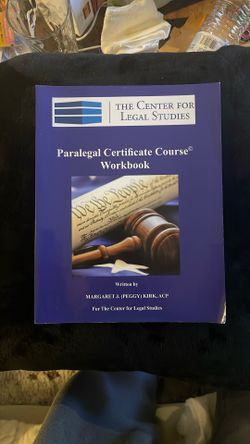 THE CENTER FOR
LEGAL STUDIES
Paralegal Certificate Course©
Workbook
We the People
Written by
MARGARET J. (PEGGY) KIRK, ACP
For The Center for Legal Studies